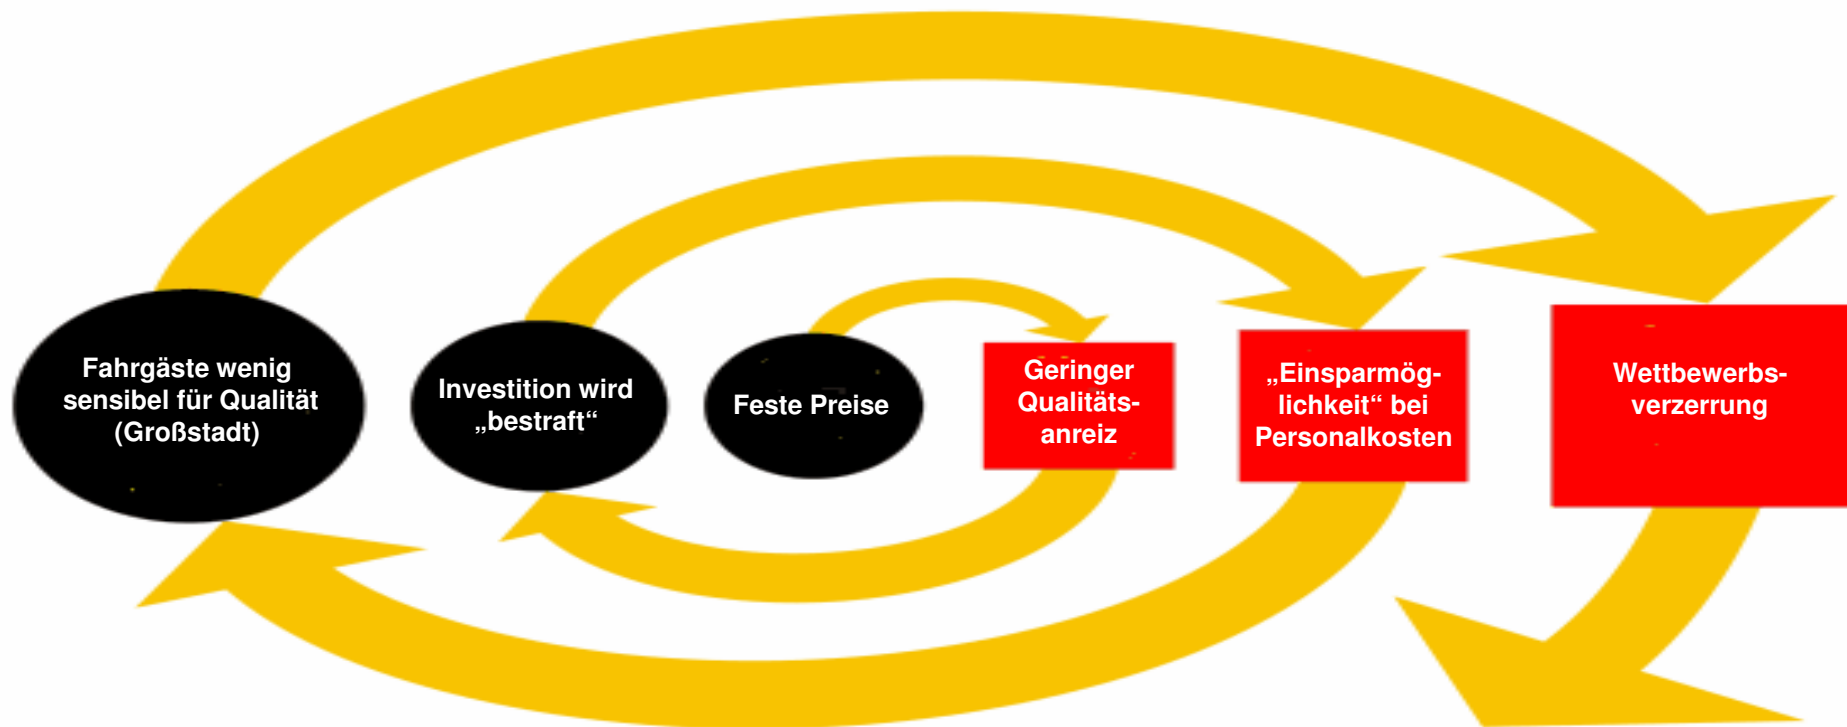 Fahrgäste wenig
sensibel für Qualität
(Großstadt)
Investition wird
„bestraft“
Feste Preise
Geringer
Qualitäts-
anreiz
„Einsparmög-
lichkeit“ bei
Personalkosten
Wettbewerbs-
verzerrung